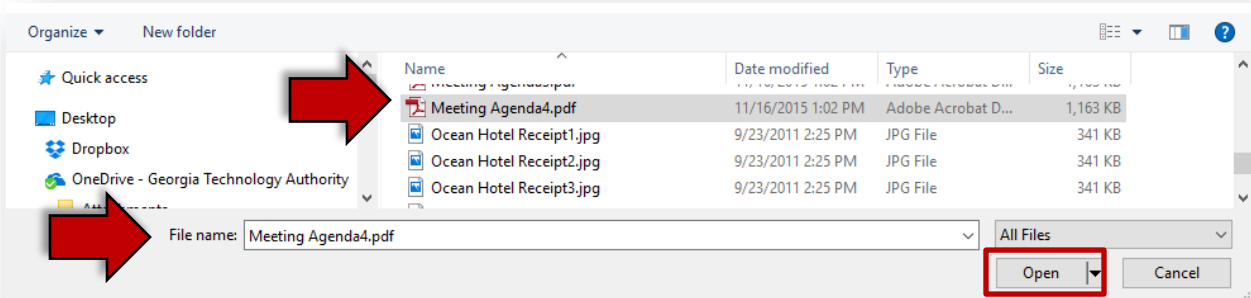 Organize New folder
Quick access
Desktop
Dropbox
OneDrive - Georgia Technology Authority
Attachments
Name Date modified Type Size
Meeting Agenda4.pdf 11/16/2015 1:02 PM Adobe Acrobat D... 1,163 KB
Ocean Hotel Receipt1.jpg 9/23/2011 2:25 PM JPG File 341 KB
Ocean Hotel Receipt2.jpg 9/23/2011 2:25 PM JPG File 341 KB
Ocean Hotel Receipt3.jpg 9/23/2011 2:25 PM JPG File 341 KB
File name: Meeting Agenda4.pdf All Files
Open Cancel